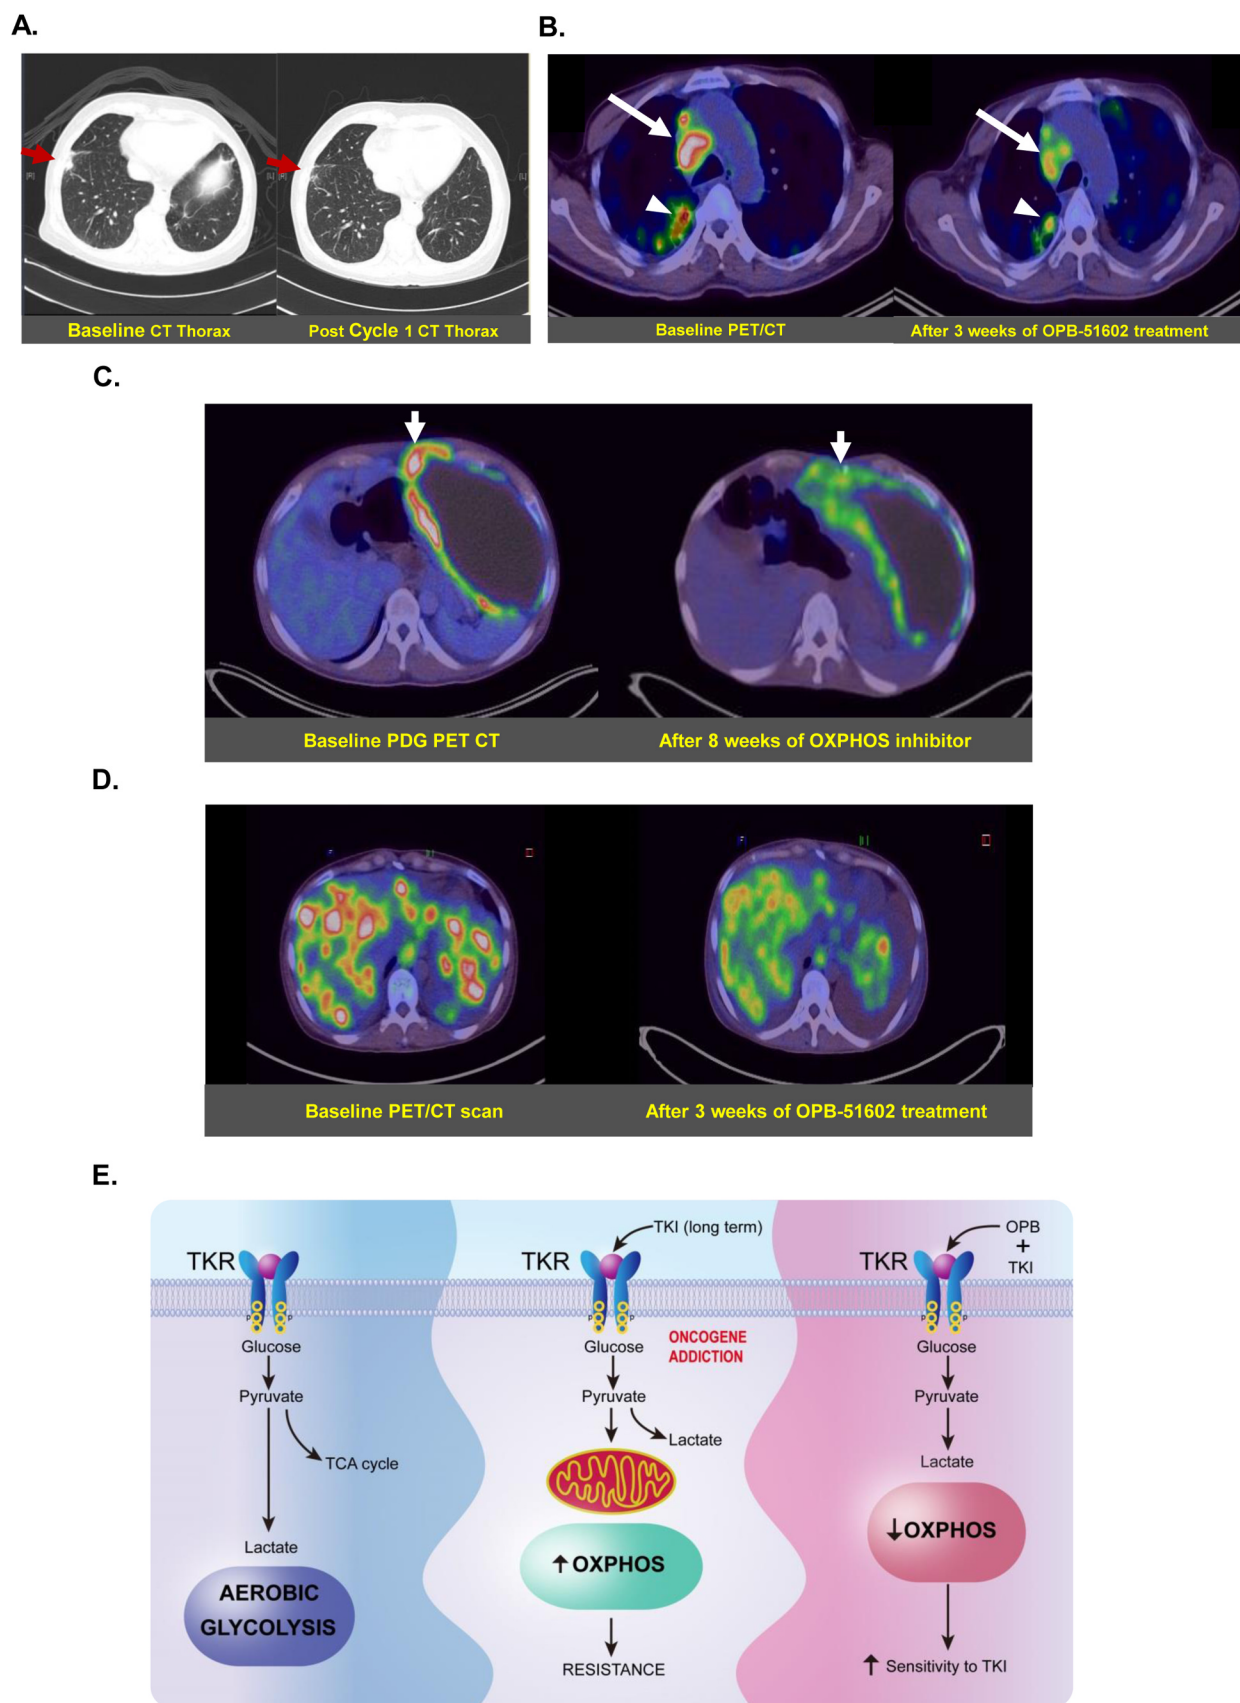 A.
B.
[R]
[L]
[R]
[L]
Baseline CT Thorax
Post Cycle 1 CT Thorax
Baseline PET/CT
After 3 weeks of OPB-51602 treatment
C.
Baseline PDG PET CT
After 8 weeks of OXPHOS inhibitor
D.
Baseline PET/CT scan
After 3 weeks of OPB-51602 treatment
E.
TKR
P
P
Glucose
Pyruvate
TCA cycle
Lactate
AEROBIC
GLYCOLYSIS
TKI (long term)
TKR
P
P
ONCOGENE
ADDICTION
Glucose
Pyruvate
Lactate
↑ OXPHOS
RESISTANCE
OPB
+
TKI
TKR
P
P
Glucose
Pyruvate
Lactate
↓OXPHOS
↑ Sensitivity to TKI